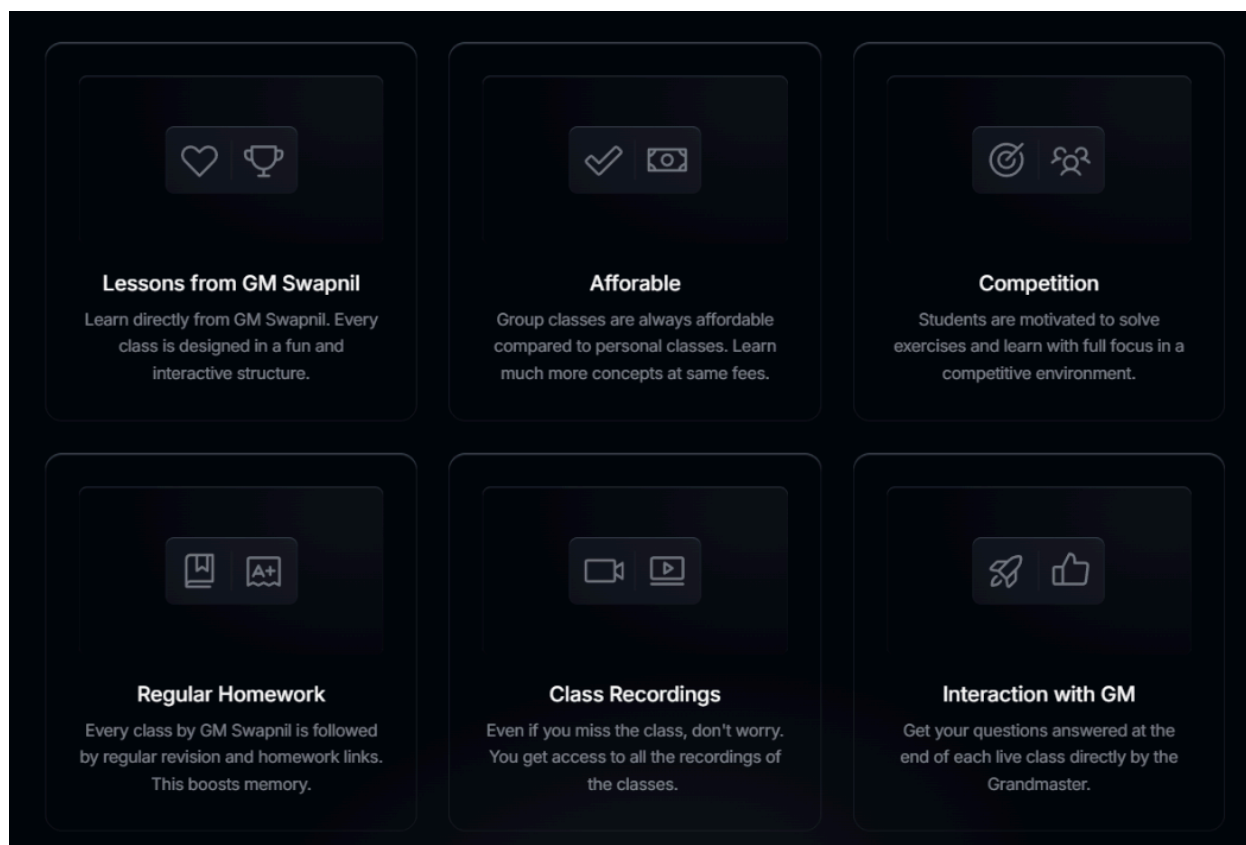 Lessons from GM Swapnil
Learn directly from GM Swapnil. Every
class is designed in a fun and
interactive structure.
Afforable
Group classes are always affordable
compared to personal classes. Learn
much more concepts at same fees.
Competition
Students are motivated to solve
exercises and learn with full focus in a
competitive environment.
A+
Regular Homework
Every class by GM Swapnil is followed
by regular revision and homework links.
This boosts memory.
Class Recordings
Even if you miss the class, don't worry.
You get access to all the recordings of
the classes.
Interaction with GM
Get your questions answered at the
end of each live class directly by the
Grandmaster.